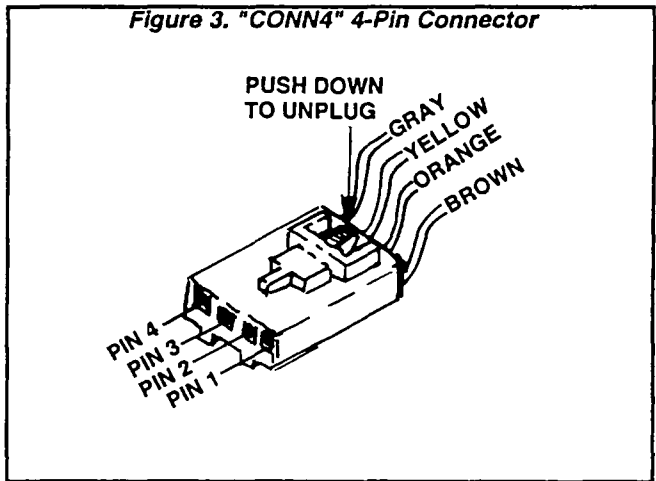 Figure 3. "CONN4" 4-Pin Connector
PUSH DOWN
TO UNPLUG
GRAY
YELLOW
ORANGE
BROWN
PIN 4
PIN 3
PIN 2
PIN 1